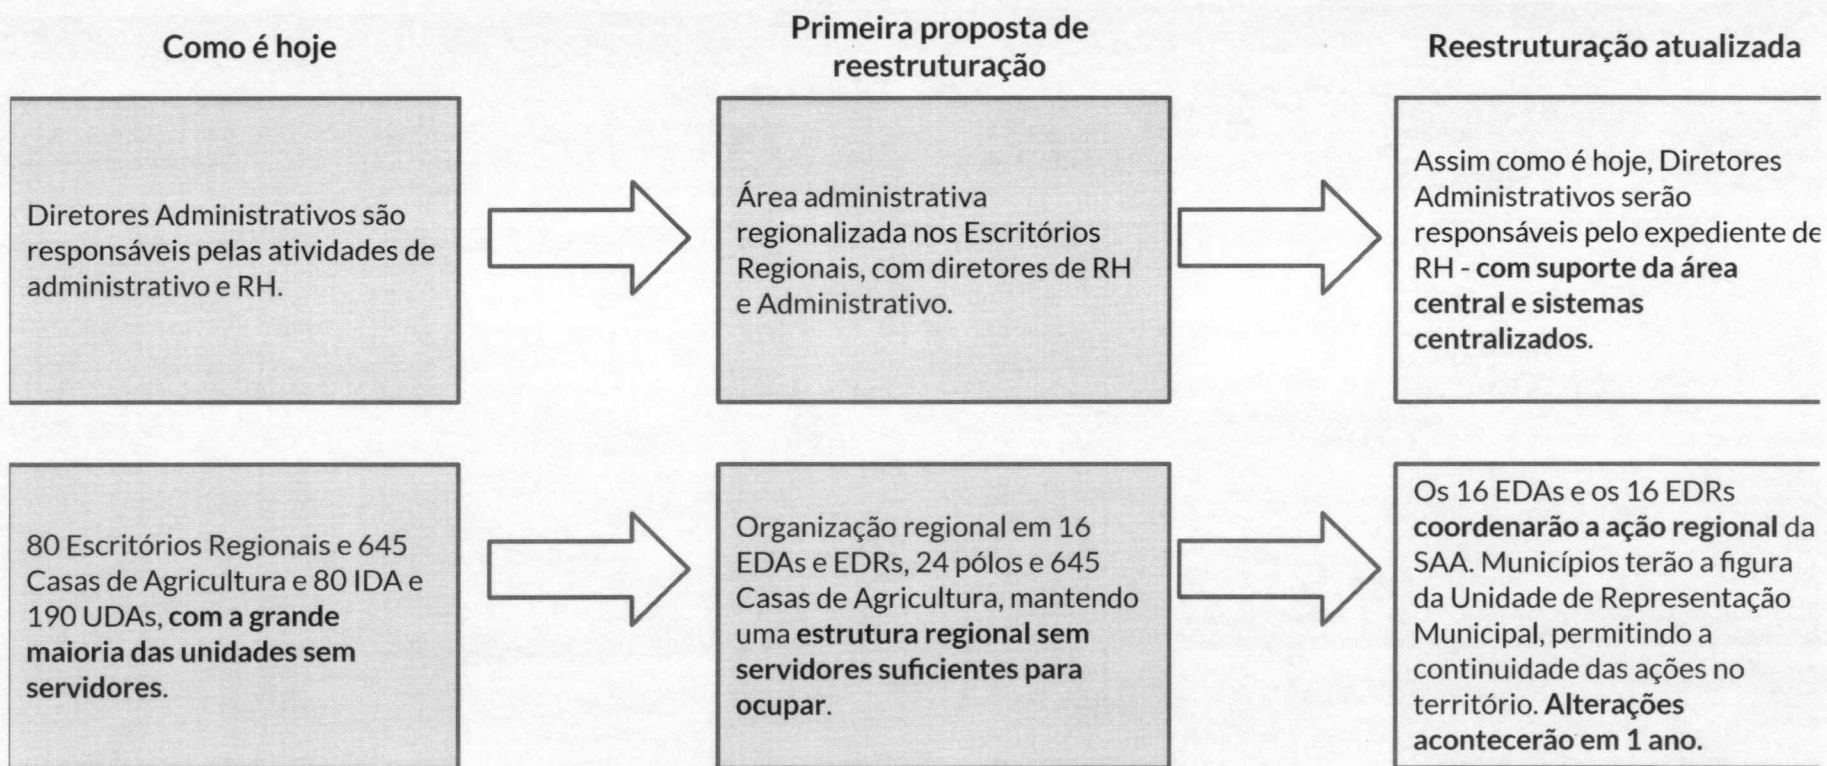 Como é hoje
Primeira proposta de
reestruturação
Reestruturação atualizada
Diretores Administrativos são
responsáveis pelas atividades de
administrativo e RH.
Área administrativa
regionalizada nos Escritórios
Regionais, com diretores de RH
e Administrativo.
Assim como é hoje, Diretores
Administrativos serão
responsáveis pelo expediente de
RH - com suporte da área
central e sistemas
centralizados.
80 Escritórios Regionais e 645
Casas de Agricultura e 80 IDA e
190 UDAs, com a grande
maioria das unidades sem
servidores.
Organização regional em 16
EDAs e EDRs, 24 pólos e 645
Casas de Agricultura, mantendo
uma estrutura regional sem
servidores suficientes para
ocupar.
Os 16 EDAs e os 16 EDRs
coordenarão a ação regional da
SAA. Municípios terão a figura
da Unidade de Representação
Municipal, permitindo a
continuidade das ações no
território. Alterações
acontecerão em 1 ano.